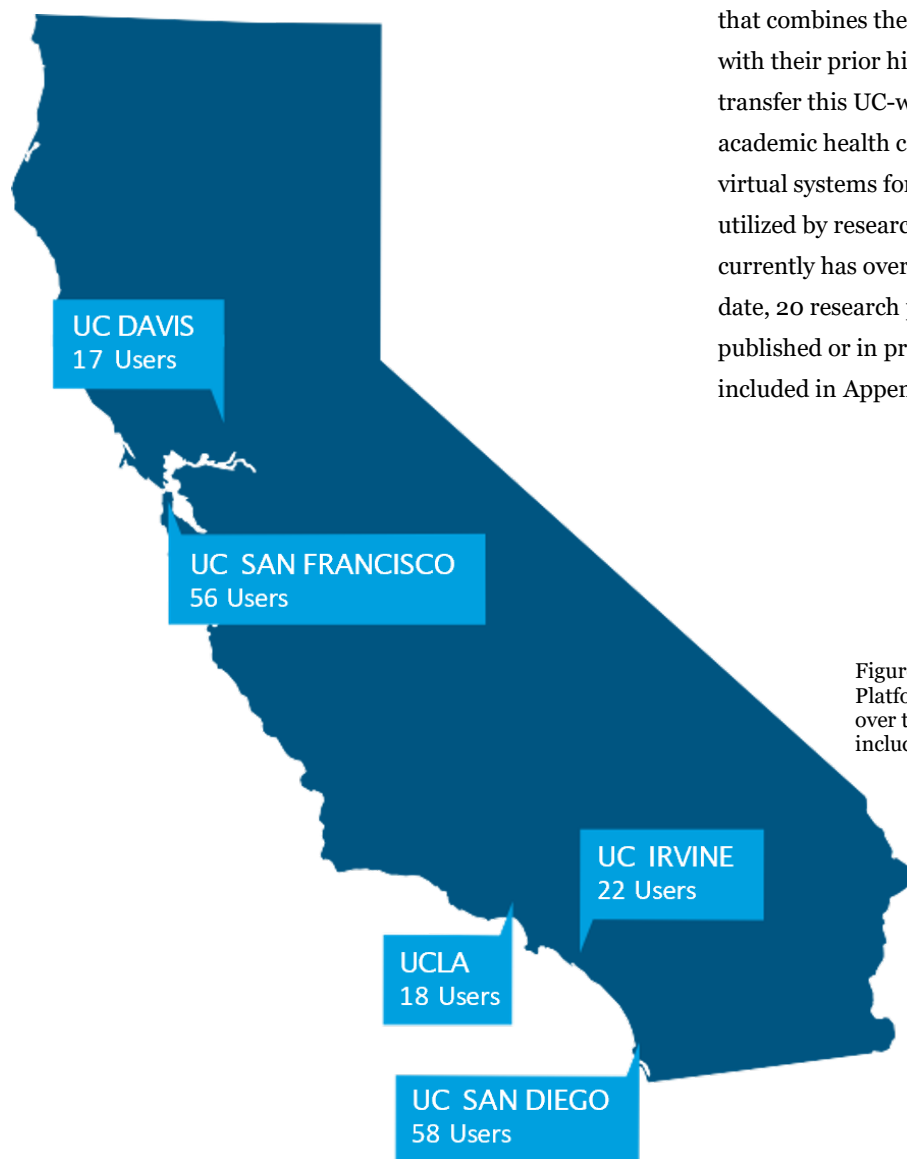 that combines the
with their prior hi
transfer this UC-w
academic health c
virtual systems for
utilized by researc
currently has over
date, 20 research
published or in pr
included in Appen
UC DAVIS
17 Users
UC SAN FRANCISCO
56 Users
Figur
Platfo
over t
includ
UC IRVINE
22 Users
UCLA
18 Users
UC SAN DIEGO
58 Users